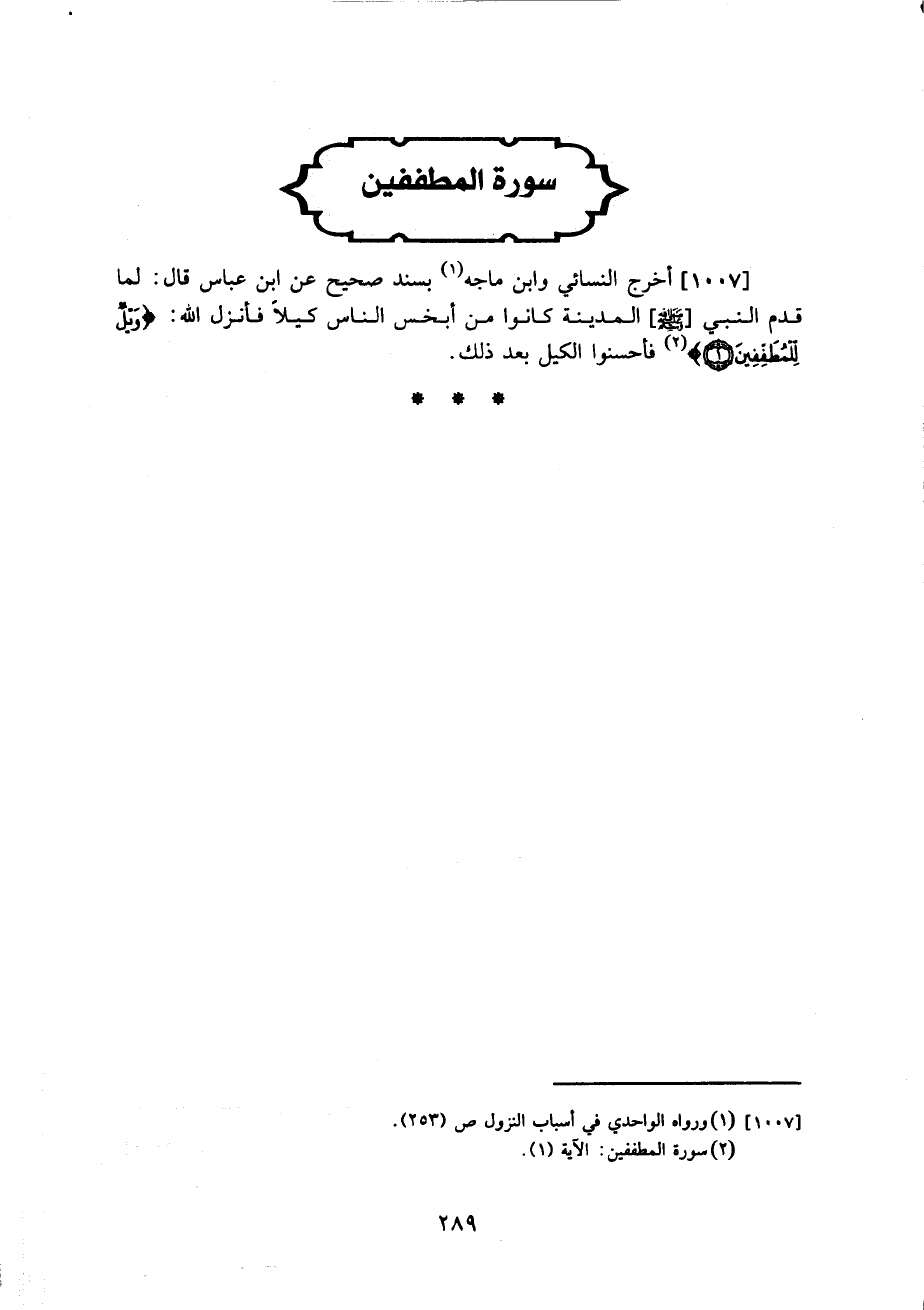 سورة المطففين
[١٠٠٧] أخرج النسائي وابن ماجه(١) بسند صحيح عن ابن عباس قال: لما
قدم النبي [ﷺ] المدينة كانوا من أبخس الناس كيلاً فأنزل الله: ﴿وَيْلٌ
لِّلْمُطَفِّفِينَ ١﴾(٢) فأحسنوا الكيل بعد ذلك.
* * *
[١٠٠٧] (١) ورواه الواحدي في أسباب النزول ص (٢٥٣).
(٢) سورة المطففين: الآية (١).
٢٨٩